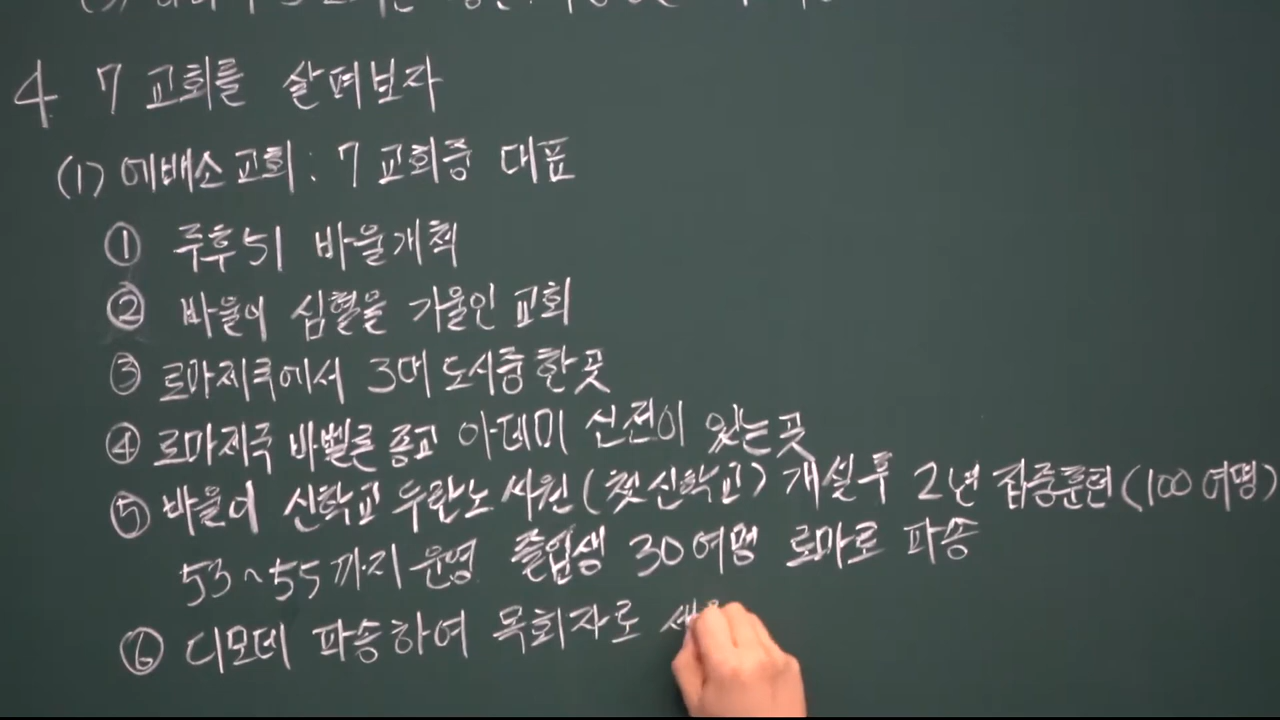 4 7 교회를 살펴보자
(1) 에배소교회 : 7 교회중 대표
① 주후51 바울개척
② 바울이 심혈을 기울인 교회
③ 로마제국에서 3대 도시중 한곳
④ 로마제국 바벨론 종교 아데미 신전이 있는곳
⑤ 바울이 신학교 두란노 서원 (첫신학교) 개설후 2년 집중훈련 (100여명)
53~55까지 운영 졸업생 30여명 로마로 파송
⑥ 디모데 파송하여 목회자로